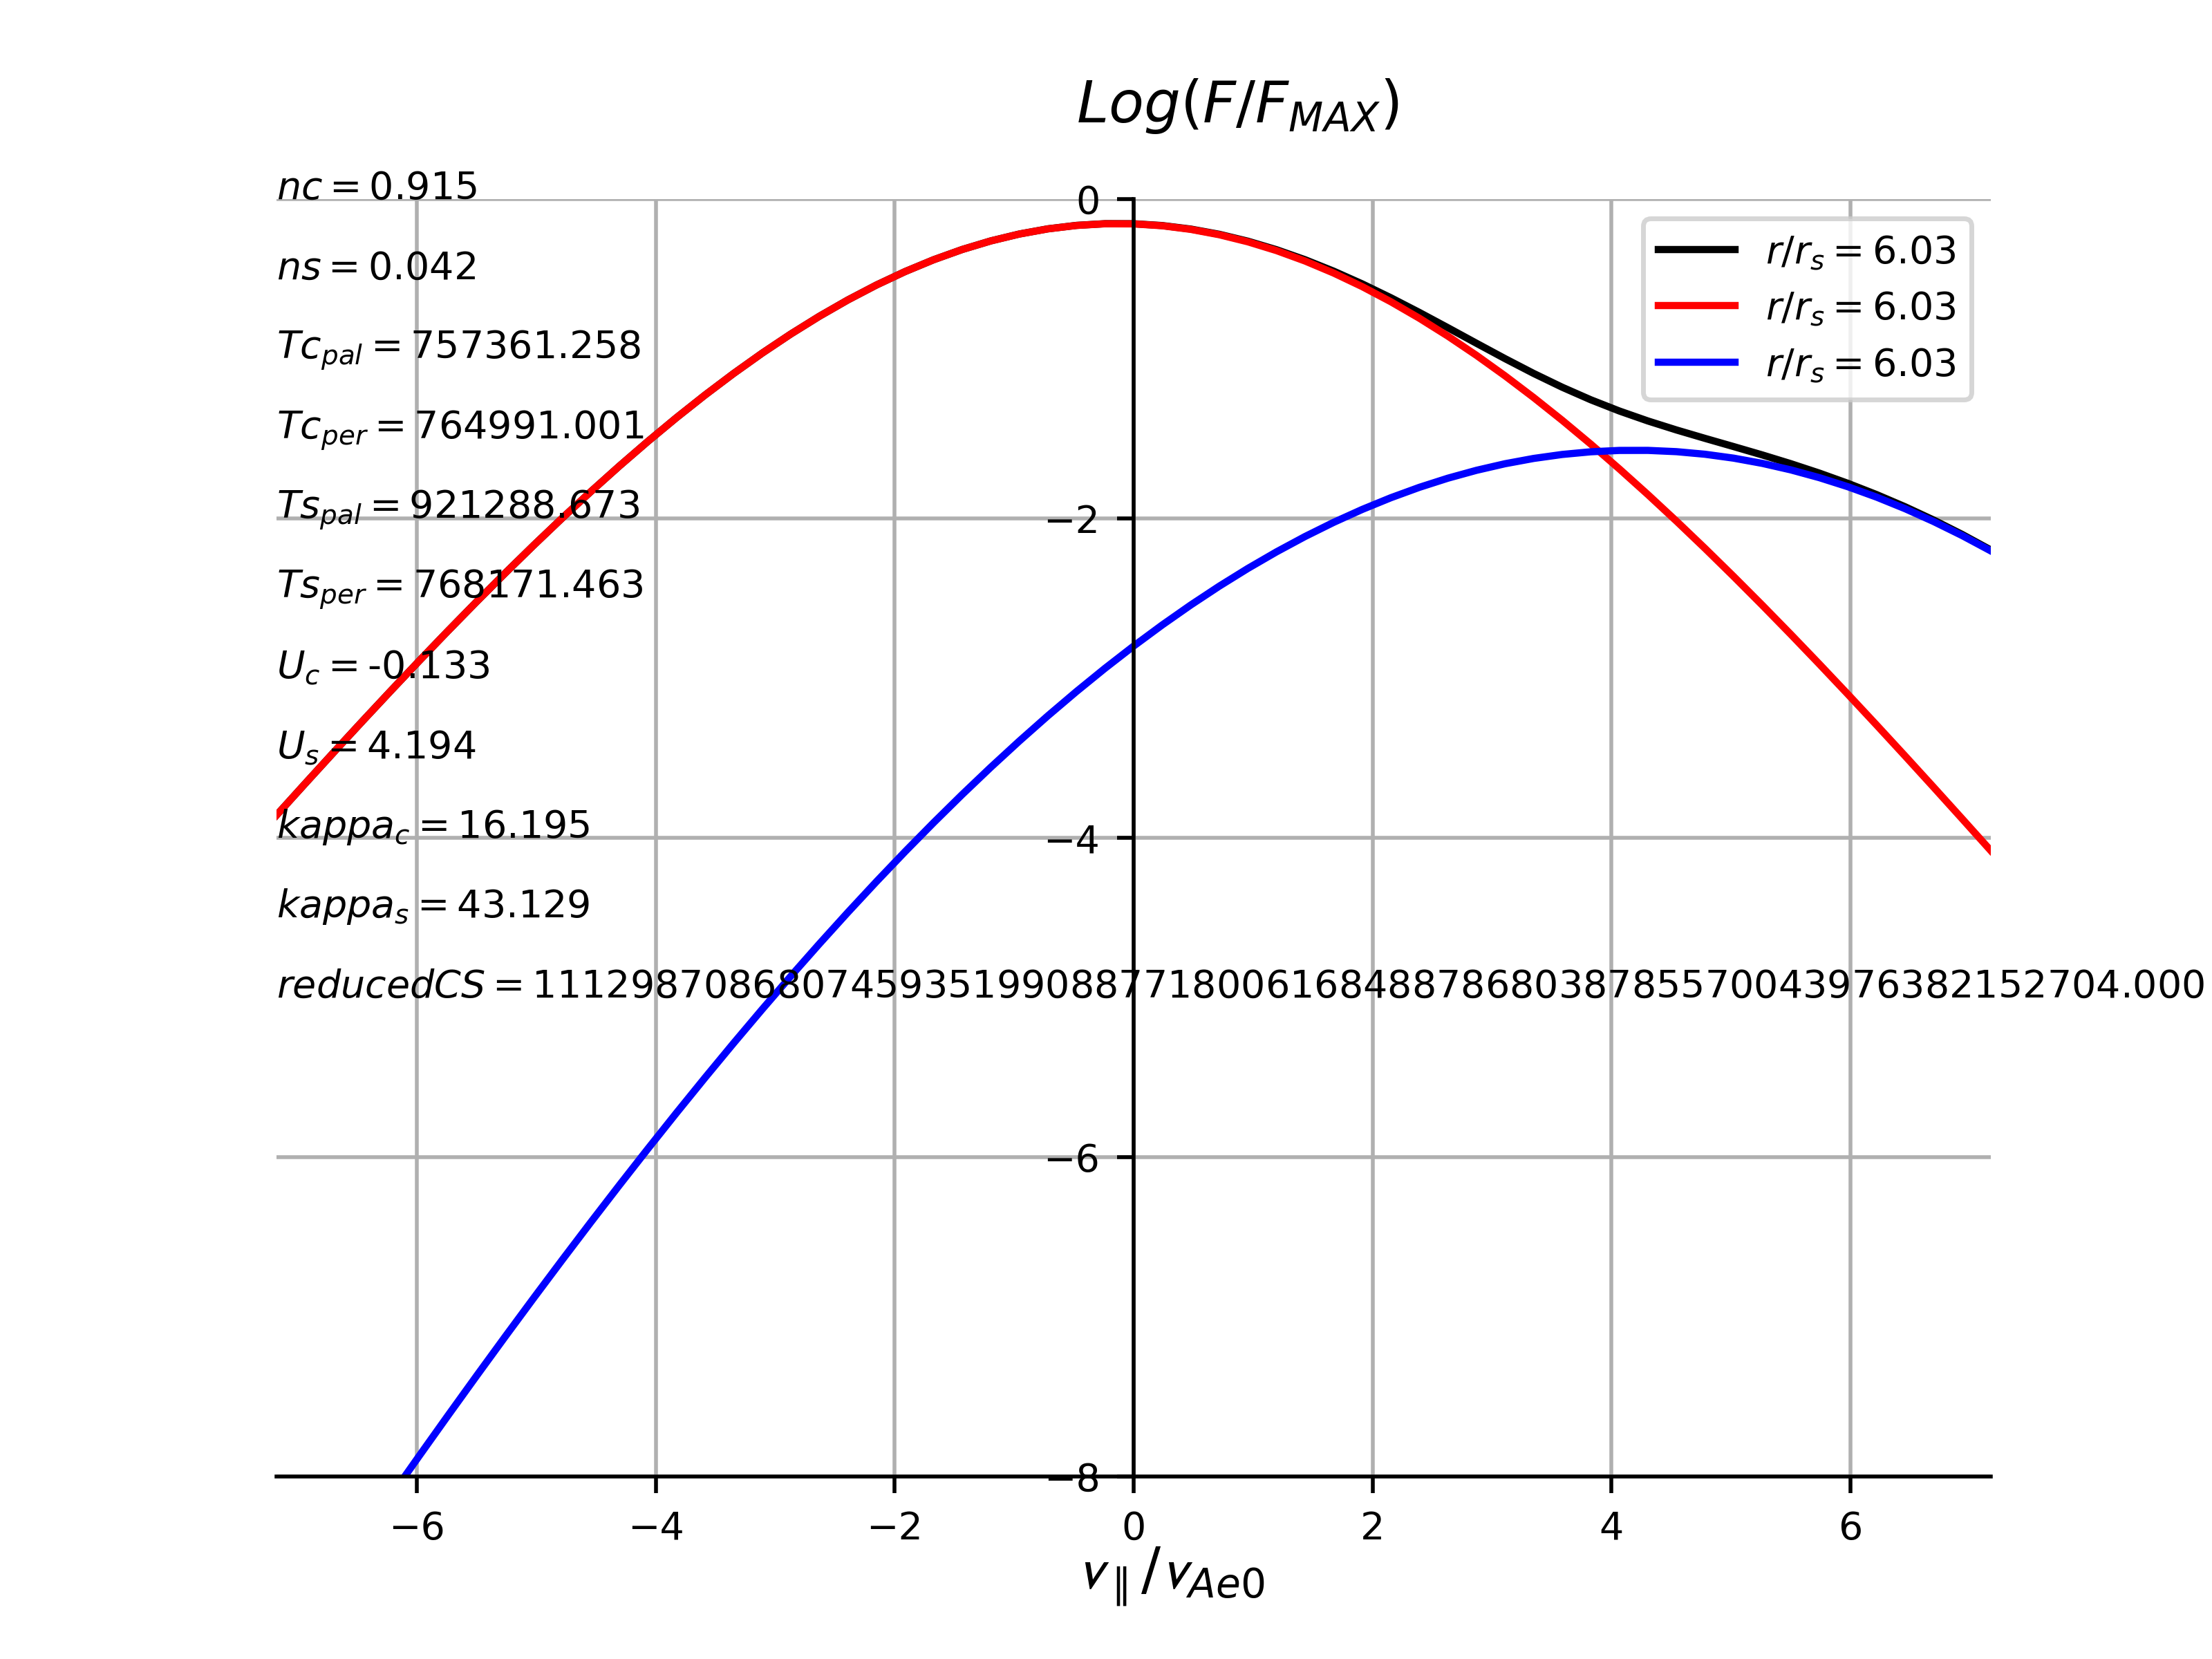 Log(F/F_MAX)
nc = 0.915
ns = 0.042
Tc_pal = 757361.258
Tc_per = 764991.001
Ts_pal = 921288.673
Ts_per = 768171.463
U_c = -0.133
U_s = 4.194
kappa_c = 16.195
kappa_s = 43.129
reducedCS = 11129870868074593519908877180061684887868038785570043976382152704.000
0
−2
−4
−6
−8
r/r_s = 6.03
r/r_s = 6.03
r/r_s = 6.03
−6 −4 −2 0 2 4 6
v_∥/v_Ae0